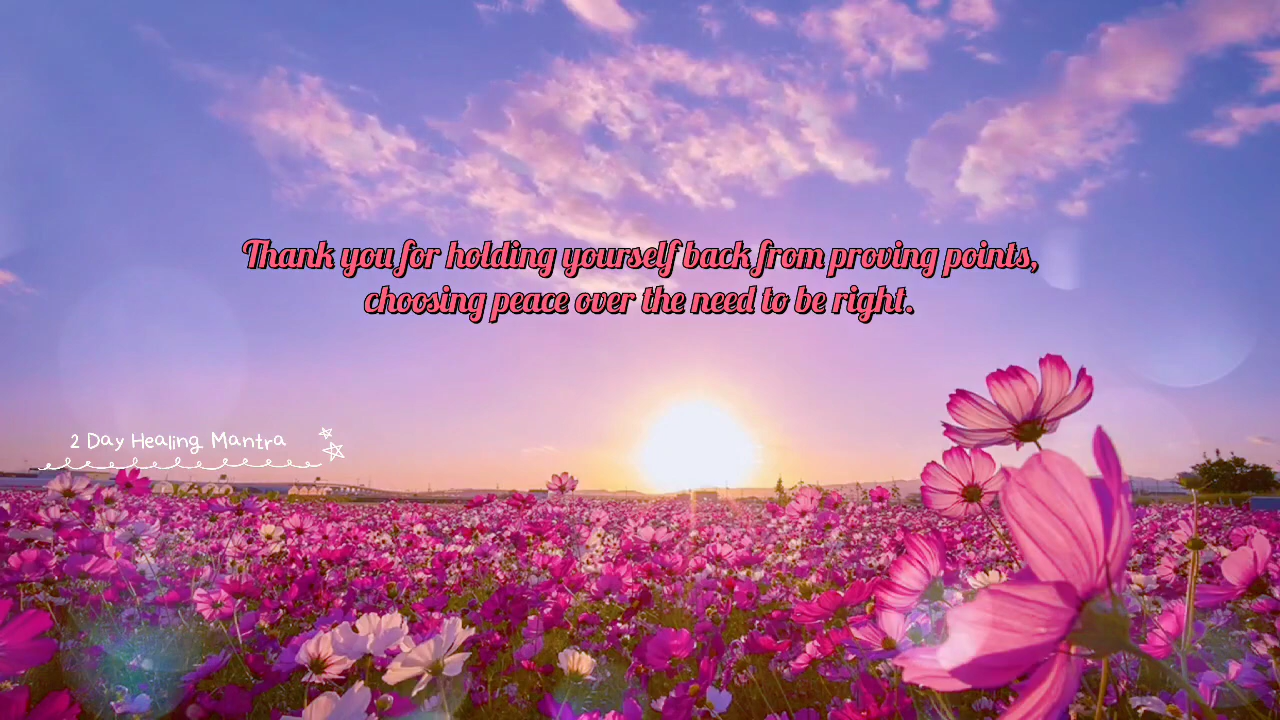 Thank you for holding yourself back from proving points,
choosing peace over the need to be right.
2 Day Healing Mantra